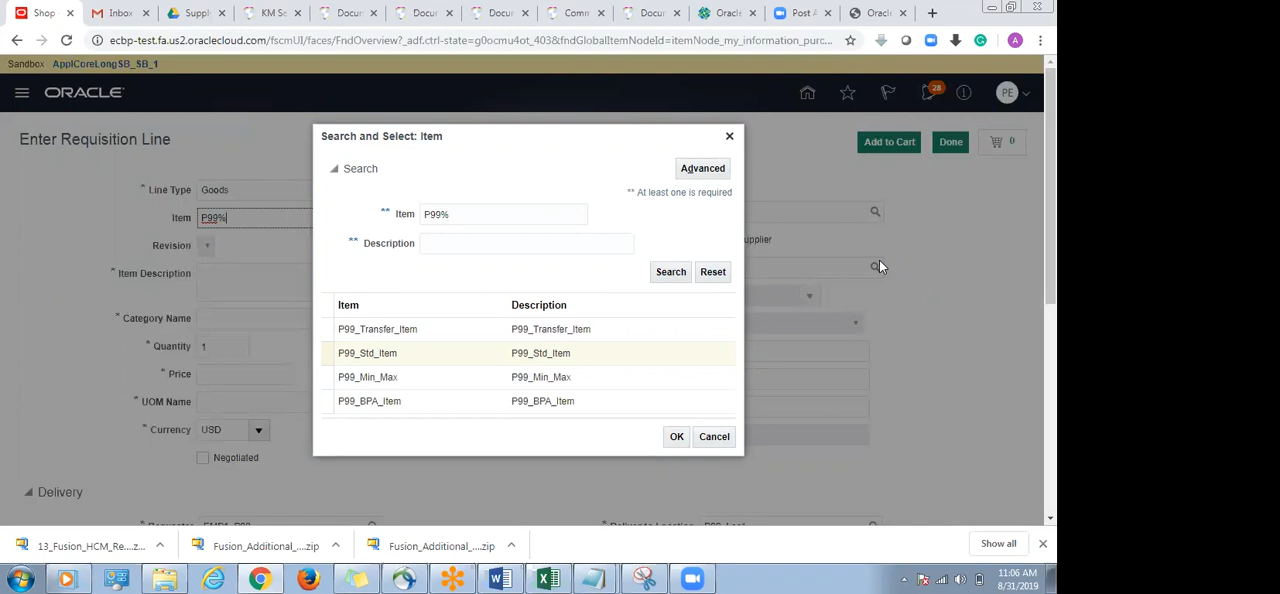 Shop
Inbox
Supply
KM Se
Docum
Docum
Docum
Comm
Docum
Oracle
Post A
Oracle
ecbp-test.fa.us2.oraclecloud.com/fscmUI/faces/FndOverview?_adf.ctrl-state=g0ocmu4ot_403&fndGlobalItemNodeId=itemNode_my_information_purc...
A
Sandbox ApplCoreLongSB_SB_1
ORACLE
28
PE
Enter Requisition Line
Add to Cart
Done
0
* Line Type Goods
Item P99%
Revision
* Item Description
* Category Name
* Quantity 1
* Price
* UOM Name
* Currency USD
Negotiated
Delivery
Search and Select: Item
Search
Advanced
** At least one is required
** Item P99%
** Description
Search
Reset
Item Description
P99_Transfer_Item P99_Transfer_Item
P99_Std_Item P99_Std_Item
P99_Min_Max P99_Min_Max
P99_BPA_Item P99_BPA_Item
OK
Cancel
13_Fusion_HCM_Re....z...
Fusion_Additional_....zip
Fusion_Additional_....zip
Show all
11:06 AM
8/31/2019